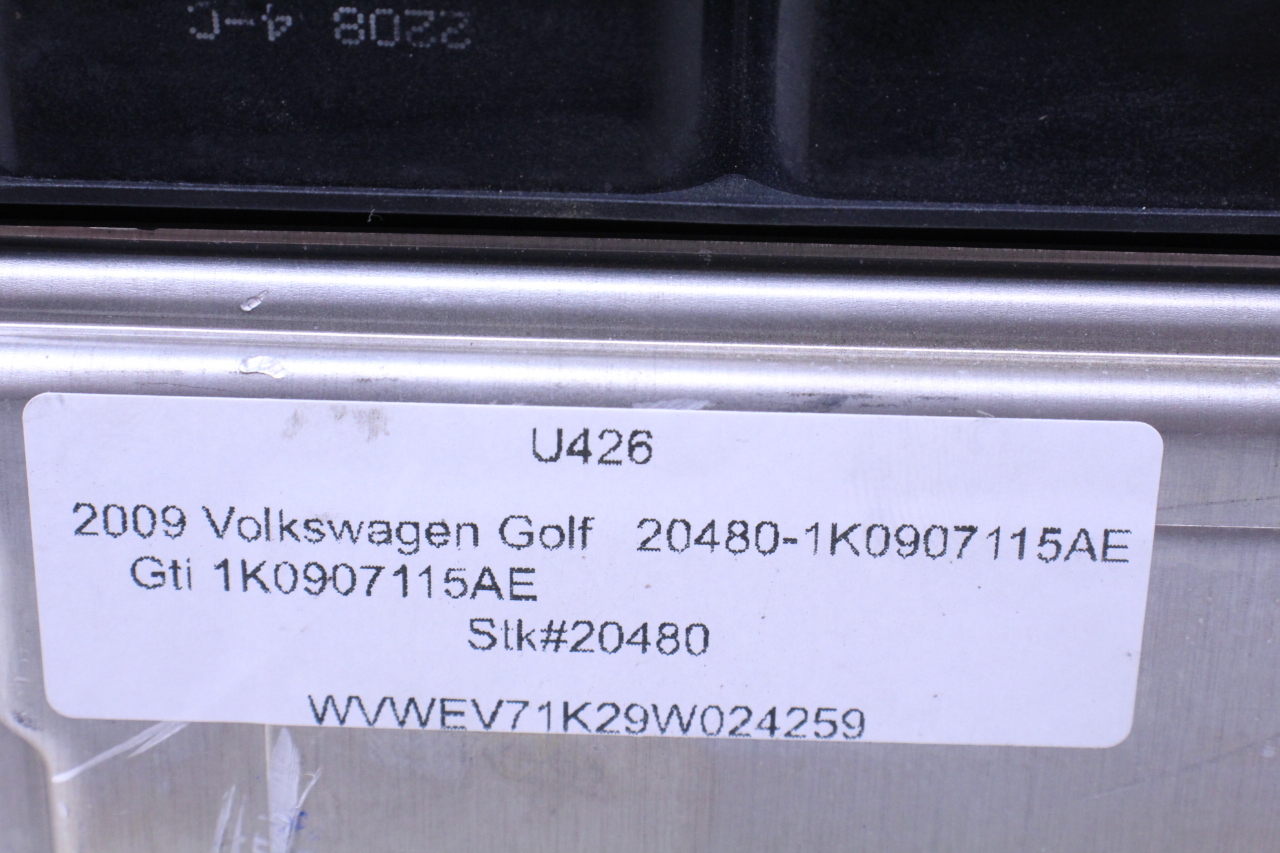 2208 4-C
U426
2009 Volkswagen Golf 20480-1K0907115AE
Gti 1K0907115AE
Stk#20480
WVWEV71K29W024259